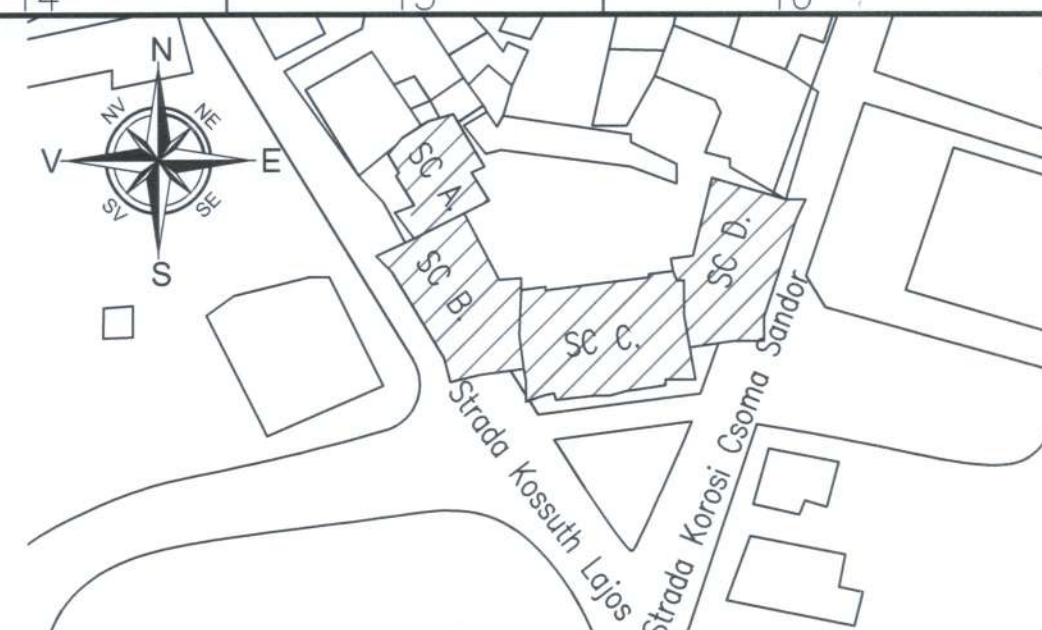 N
NV
NE
V
E
SV
SE
S
SC A.
SC B.
SC C.
SC D.
Strada Kossuth Lajos
Strada Korosi Csoma Sandor